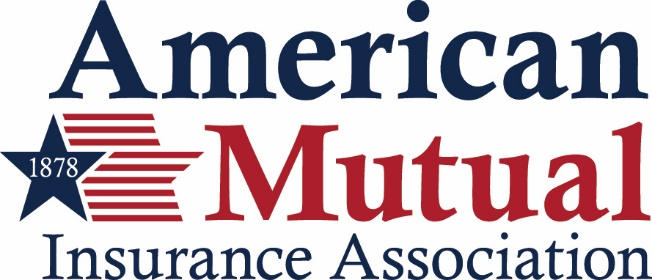 American
1878
Mutual
Insurance Association